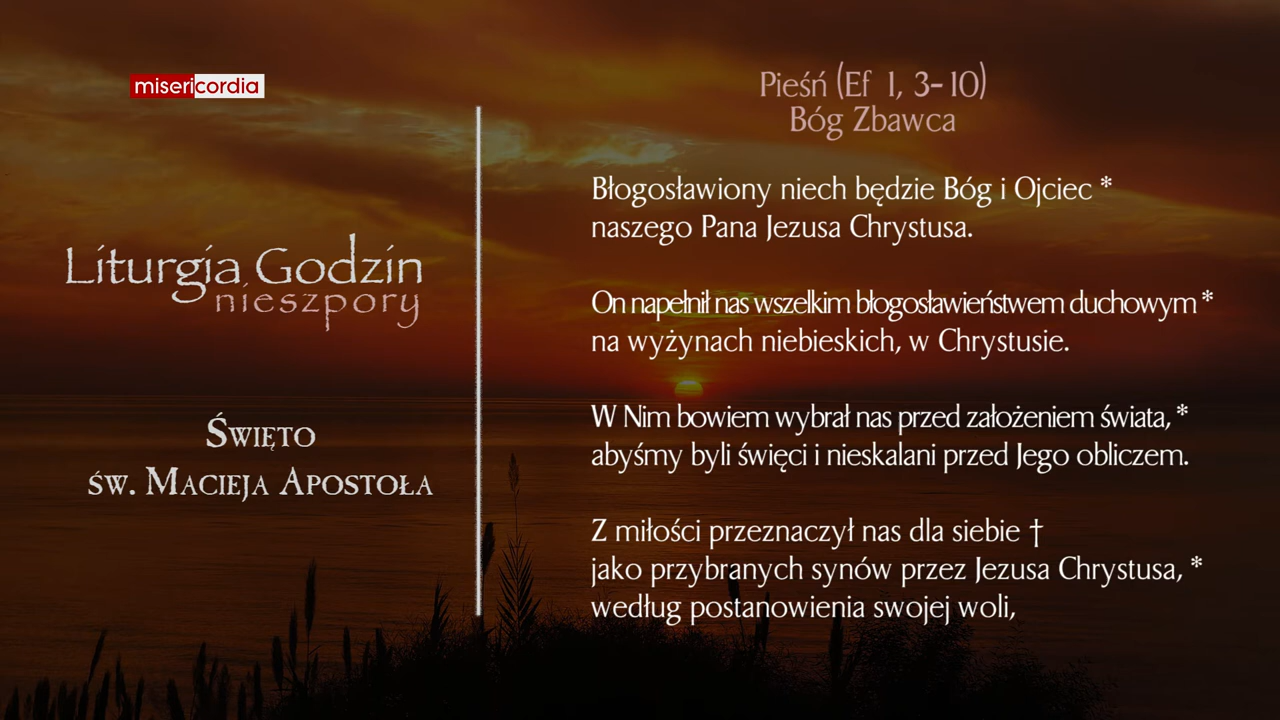 misericordia
Liturgia Godzin
nieszpory
Święto
św. Macieja Apostoła
Pieśń (Ef 1, 3-10)
Bóg Zbawca
Błogosławiony niech będzie Bóg i Ojciec *
naszego Pana Jezusa Chrystusa.
On napełnił nas wszelkim błogosławieństwem duchowym *
na wyżynach niebieskich, w Chrystusie.
W Nim bowiem wybrał nas przed założeniem świata, *
abyśmy byli święci i nieskalani przed Jego obliczem.
Z miłości przeznaczył nas dla siebie †
jako przybranych synów przez Jezusa Chrystusa, *
według postanowienia swojej woli,